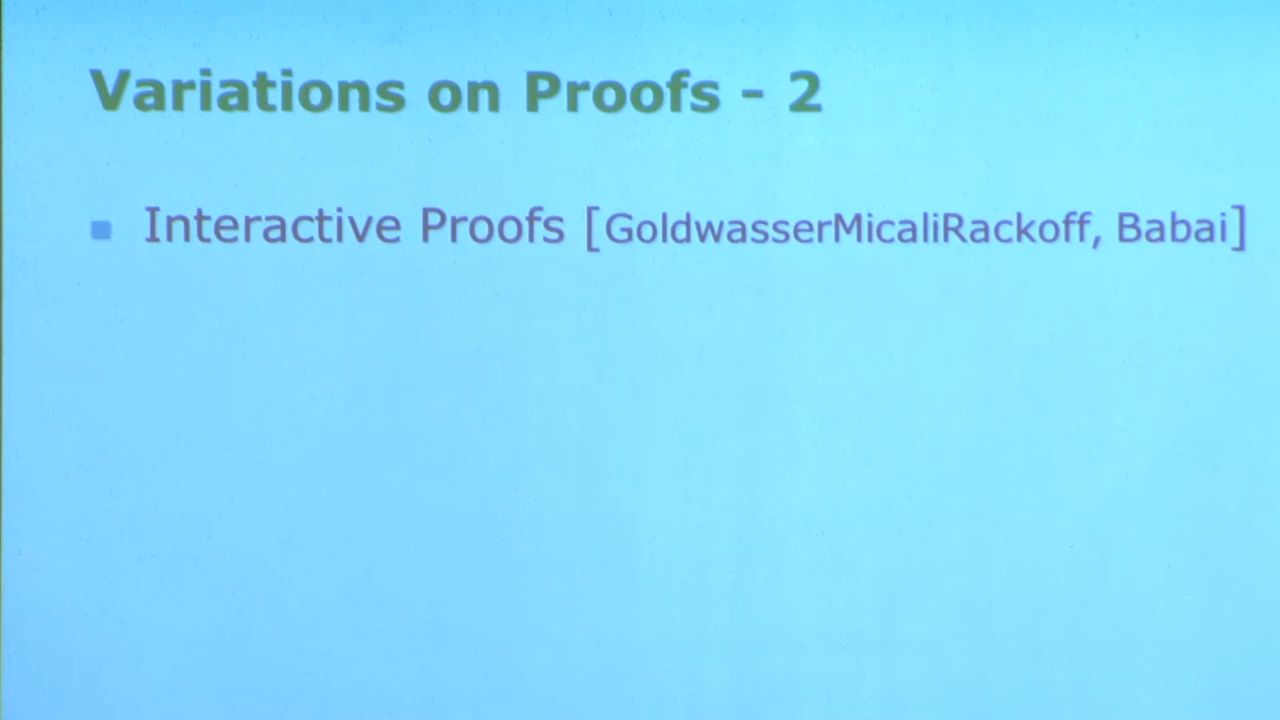 Variations on Proofs - 2
Interactive Proofs [GoldwasserMicaliRackoff, Babai]